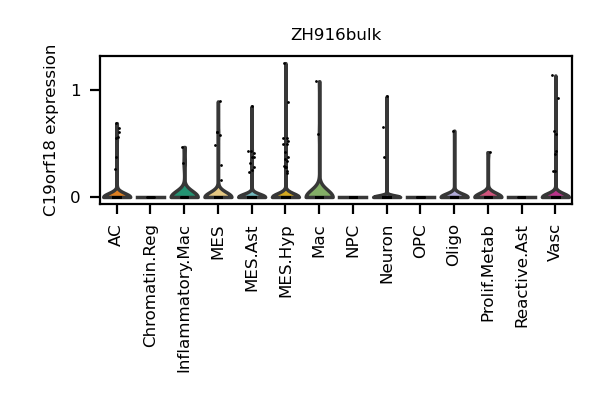 ZH916bulk
C19orf18 expression
1
0
AC
Chromatin.Reg
Inflammatory.Mac
MES
MES.Ast
MES.Hyp
Mac
NPC
Neuron
OPC
Oligo
Prolif.Metab
Reactive.Ast
Vasc